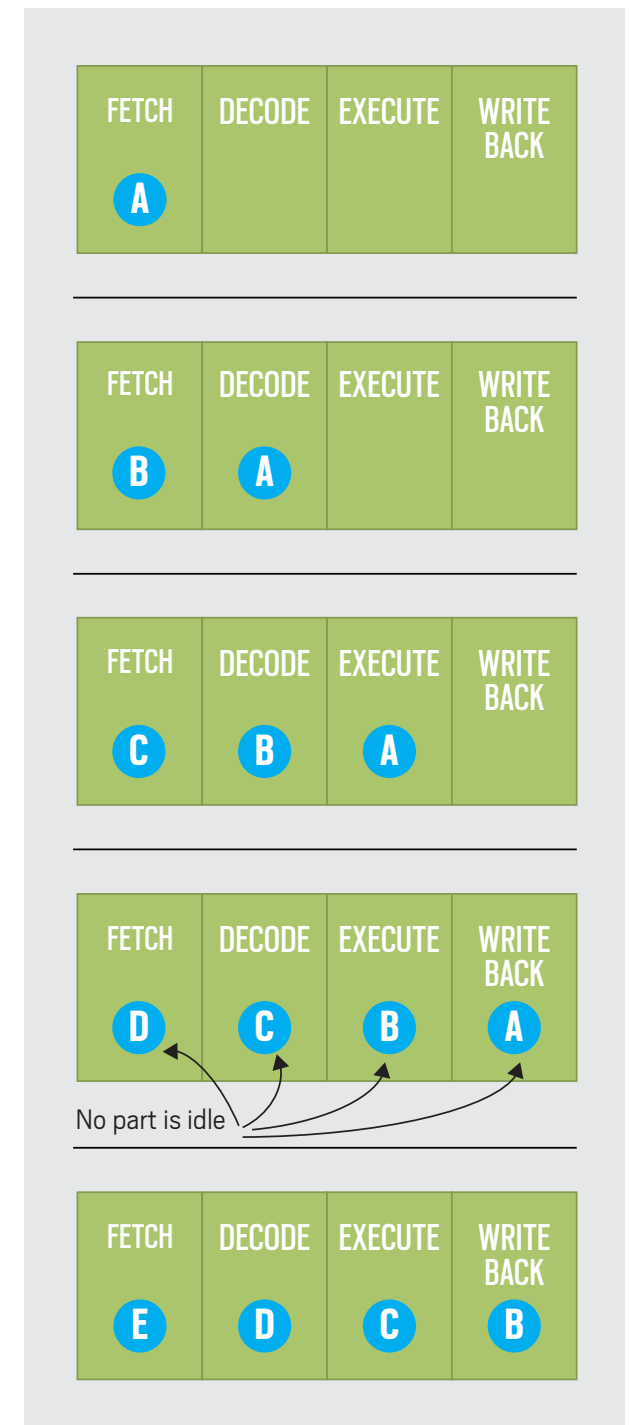 FETCH DECODE EXECUTE WRITE
BACK
A
FETCH DECODE EXECUTE WRITE
BACK
B A
FETCH DECODE EXECUTE WRITE
BACK
C B A
FETCH DECODE EXECUTE WRITE
BACK
D C B A
No part is idle
FETCH DECODE EXECUTE WRITE
BACK
E D C B